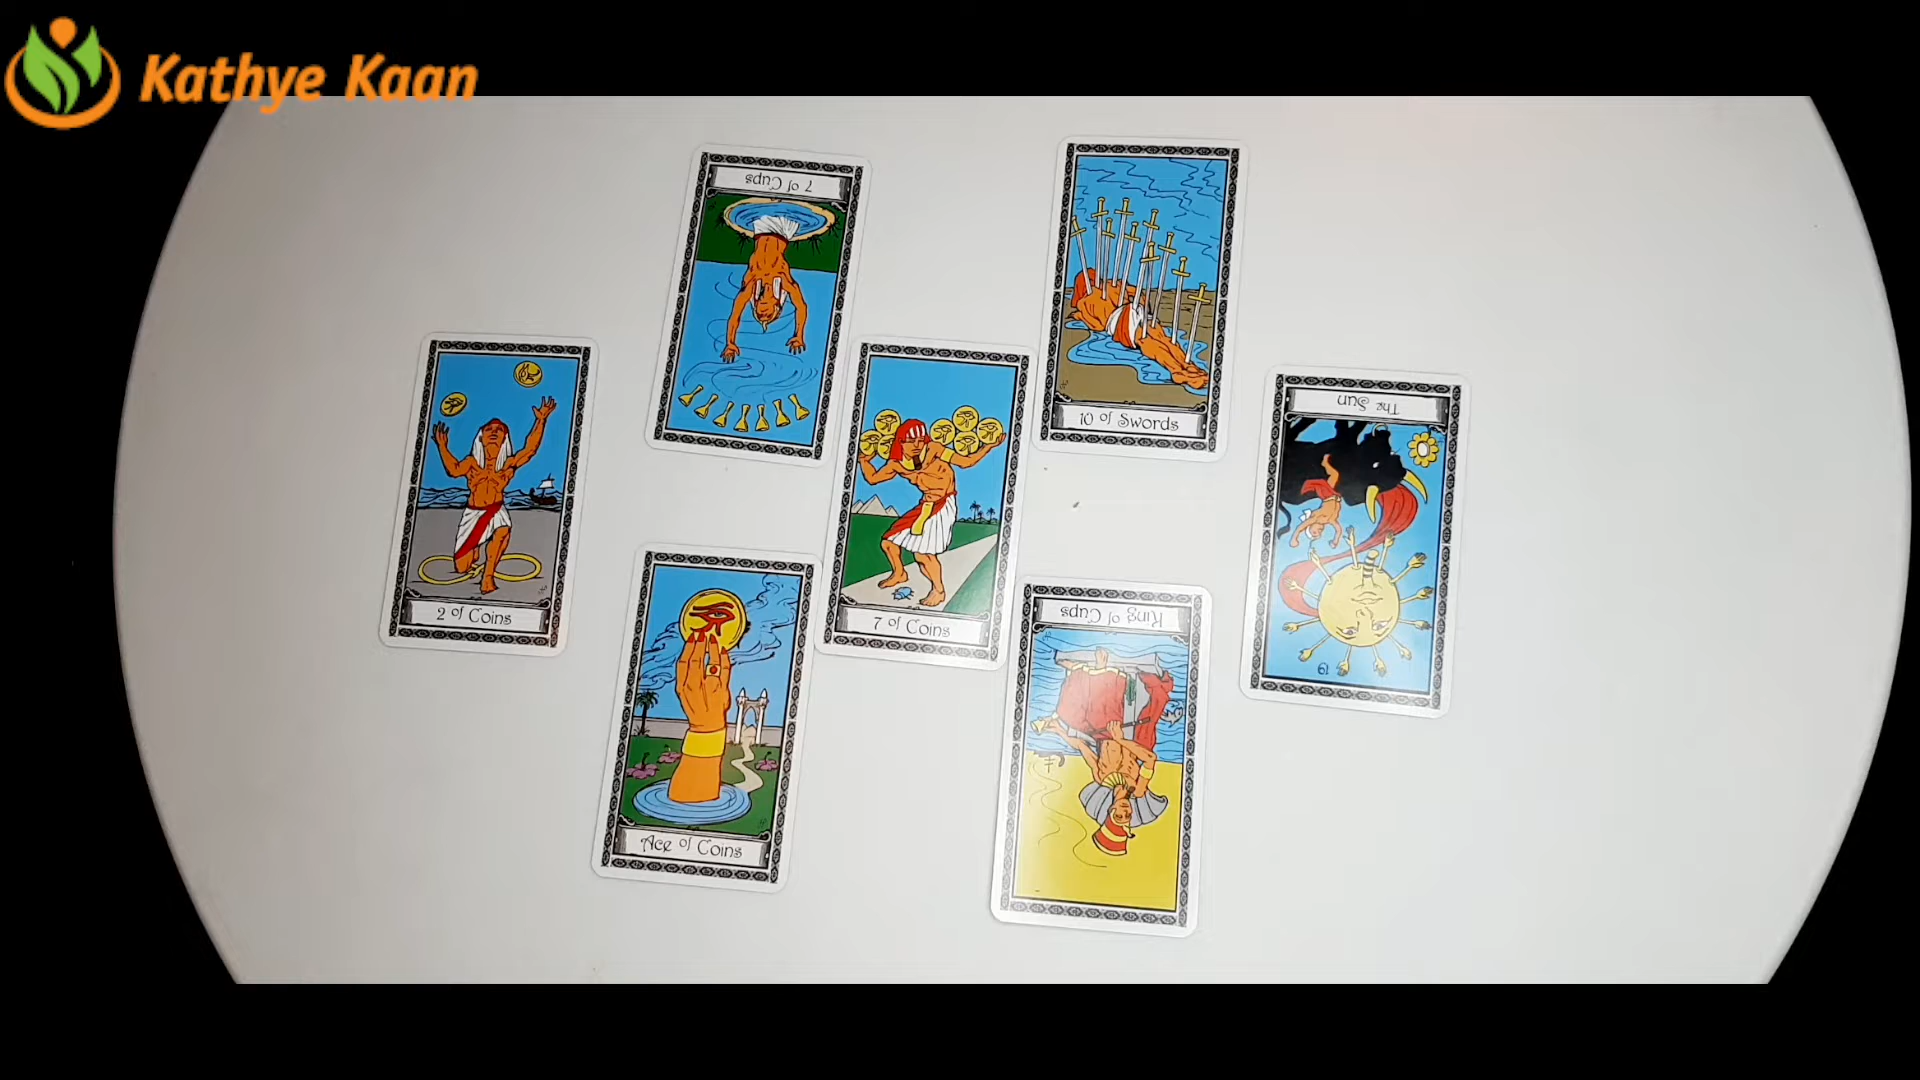 Kathye Kaan
7 of Cups
10 of Swords
2 of Coins
7 of Coins
The Sun
19
Ace of Coins
King of Cups